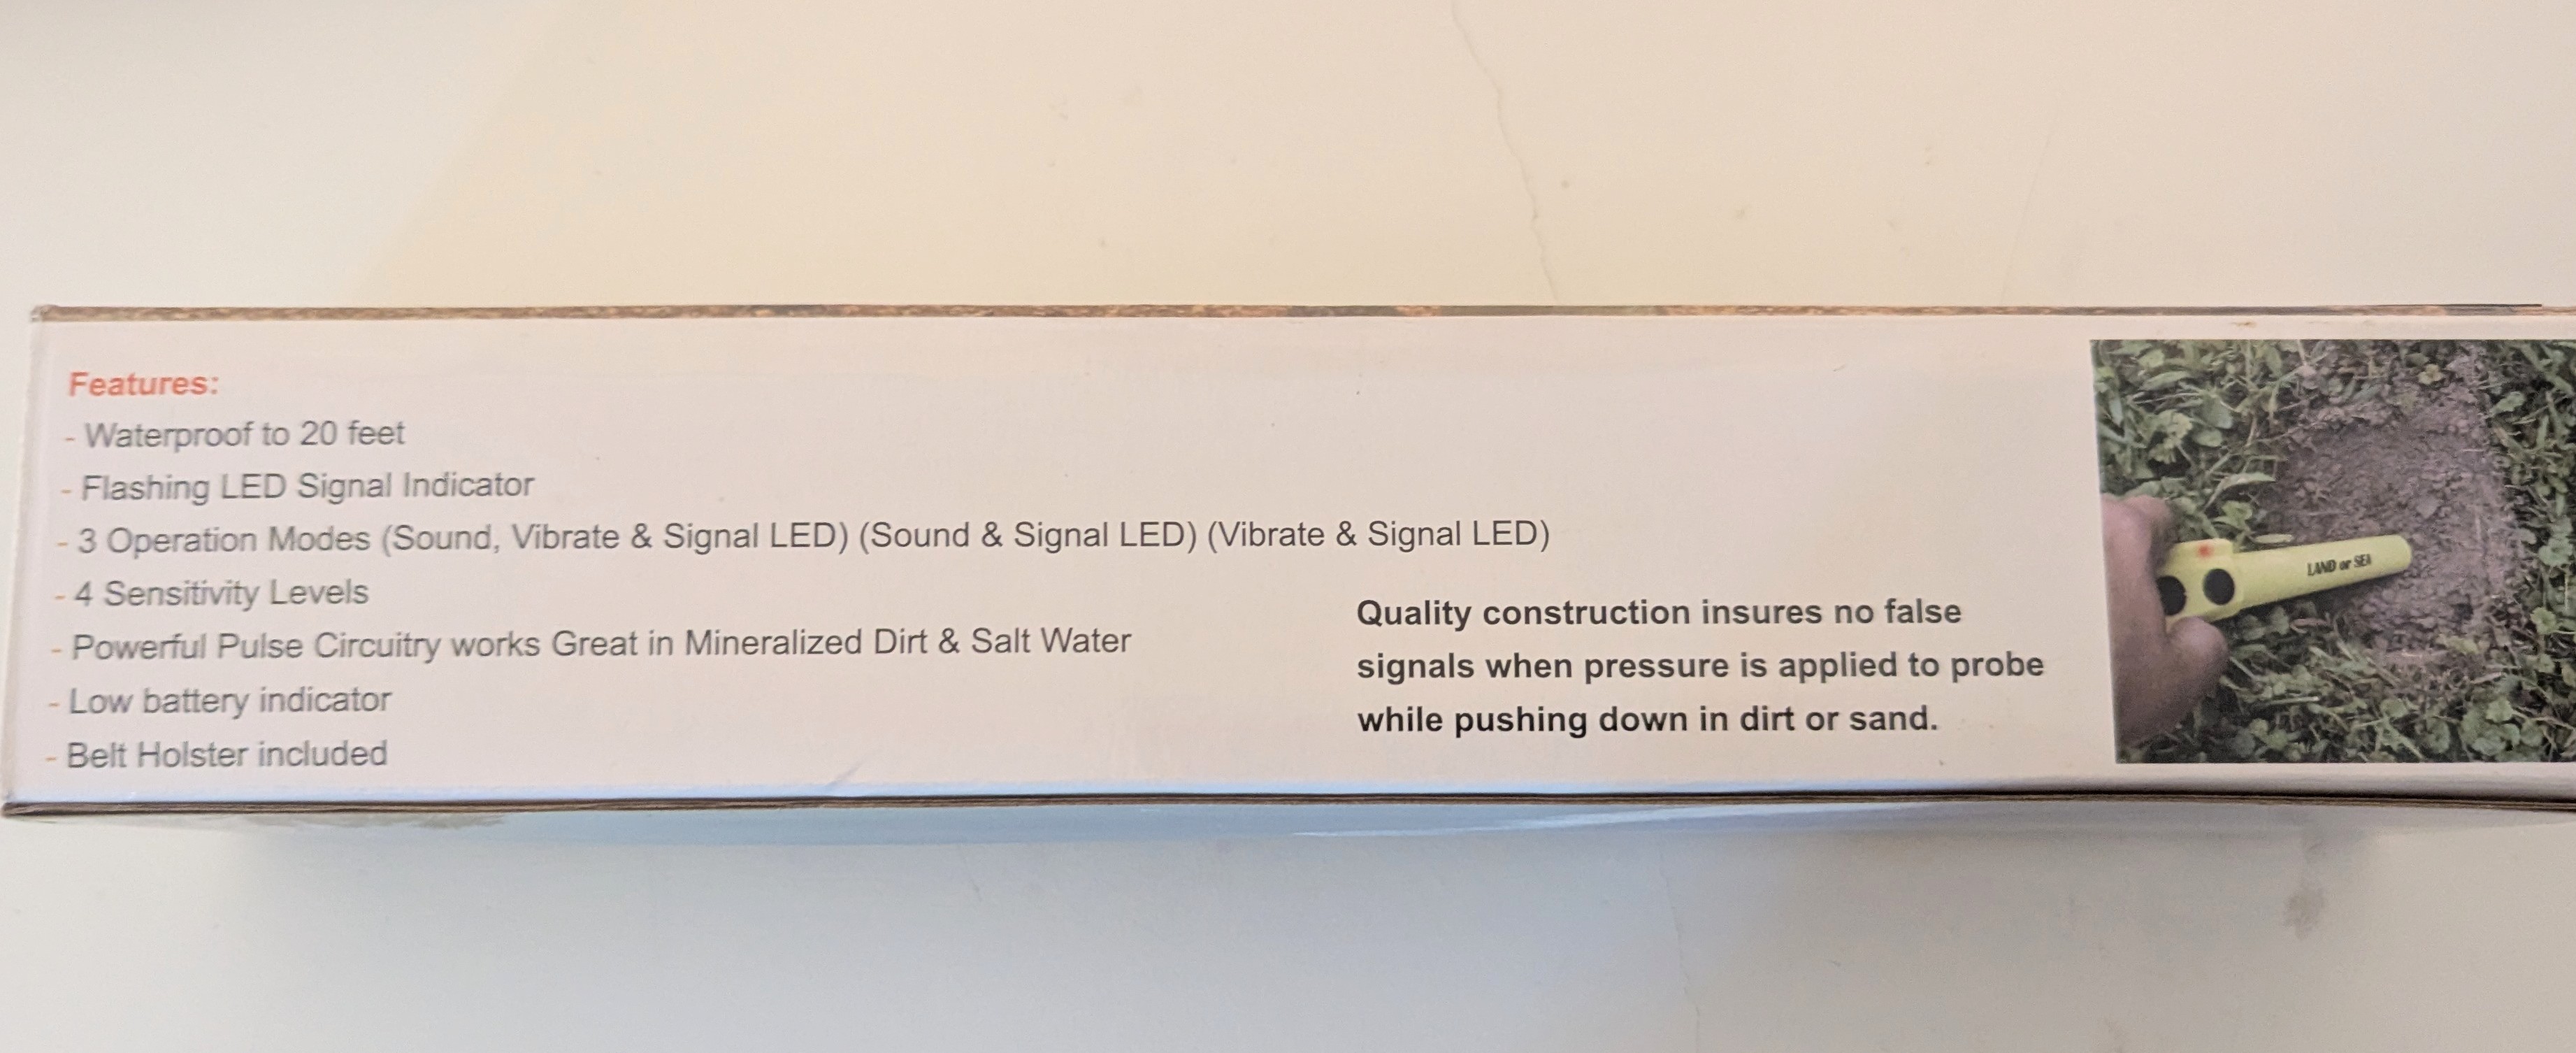 Features:
- Waterproof to 20 feet
- Flashing LED Signal Indicator
- 3 Operation Modes (Sound, Vibrate & Signal LED) (Sound & Signal LED) (Vibrate & Signal LED)
- 4 Sensitivity Levels
- Powerful Pulse Circuitry works Great in Mineralized Dirt & Salt Water
- Low battery indicator
- Belt Holster included
Quality construction insures no false
signals when pressure is applied to probe
while pushing down in dirt or sand.
LAND or SEA